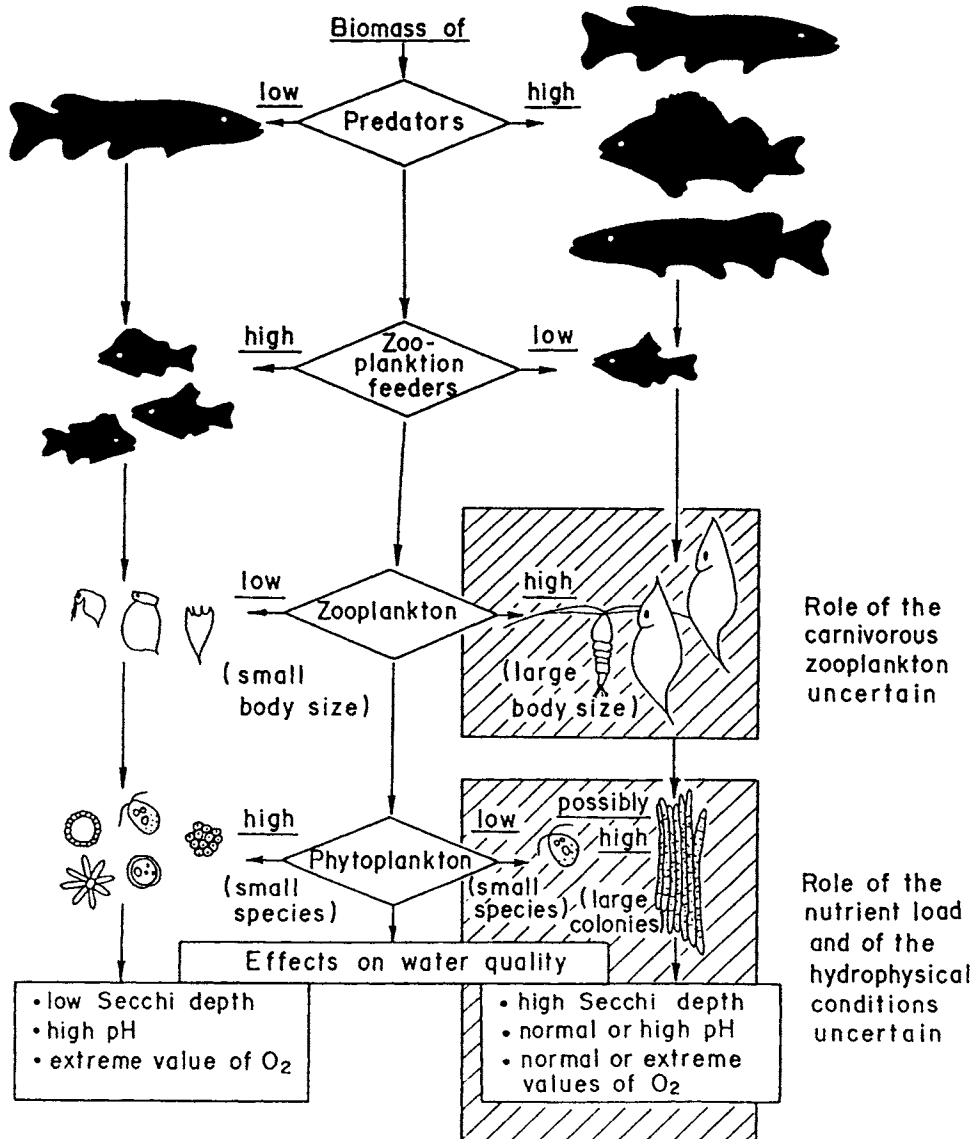 Biomass of
low
high
Predators
high
low
Zoo-
planktion
feeders
low
high
Zooplankton
(small
body size)
(large
body size)
Role of the
carnivorous
zooplankton
uncertain
high
low
possibly
high
Phytoplankton
(small
species)
(small
species)
(large
colonies)
Role of the
nutrient load
and of the
hydrophysical
conditions
uncertain
Effects on water quality
• low Secchi depth
• high pH
• extreme value of O₂
• high Secchi depth
• normal or high pH
• normal or extreme
values of O₂